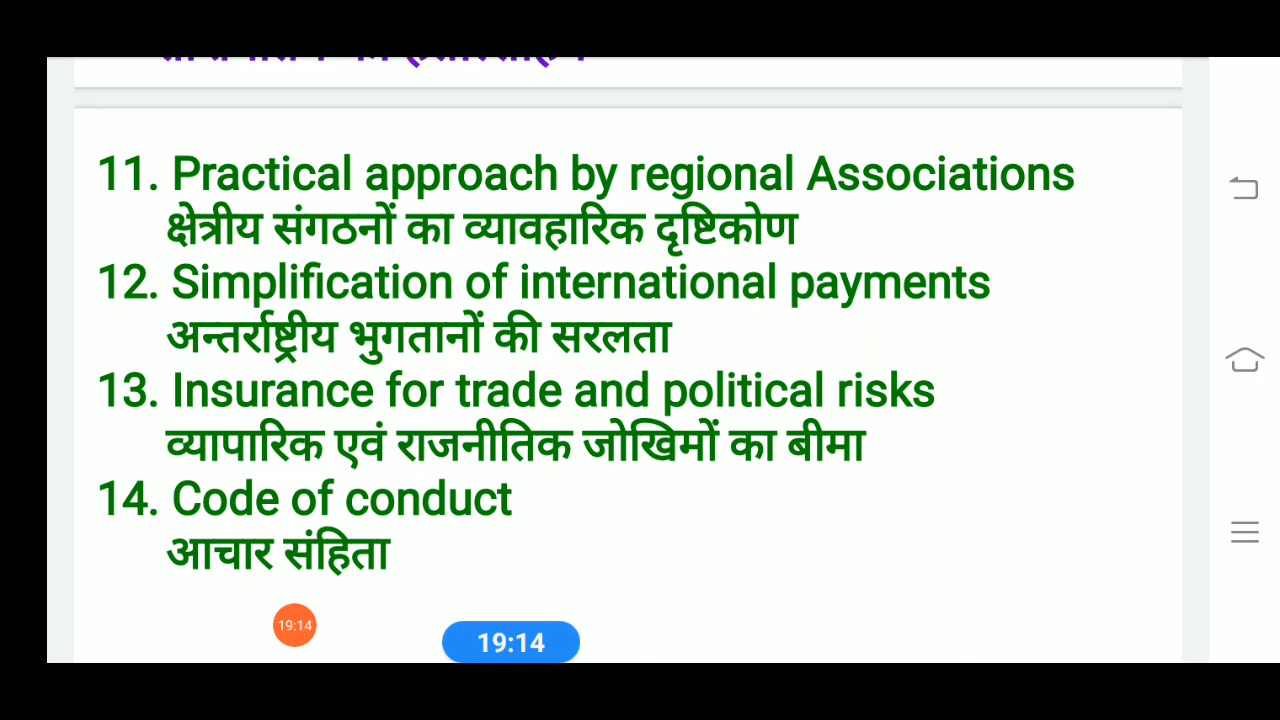 11. Practical approach by regional Associations
क्षेत्रीय संगठनों का व्यावहारिक दृष्टिकोण
12. Simplification of international payments
अन्तर्राष्ट्रीय भुगतानों की सरलता
13. Insurance for trade and political risks
व्यापारिक एवं राजनीतिक जोखिमों का बीमा
14. Code of conduct
आचार संहिता
19:14
19:14